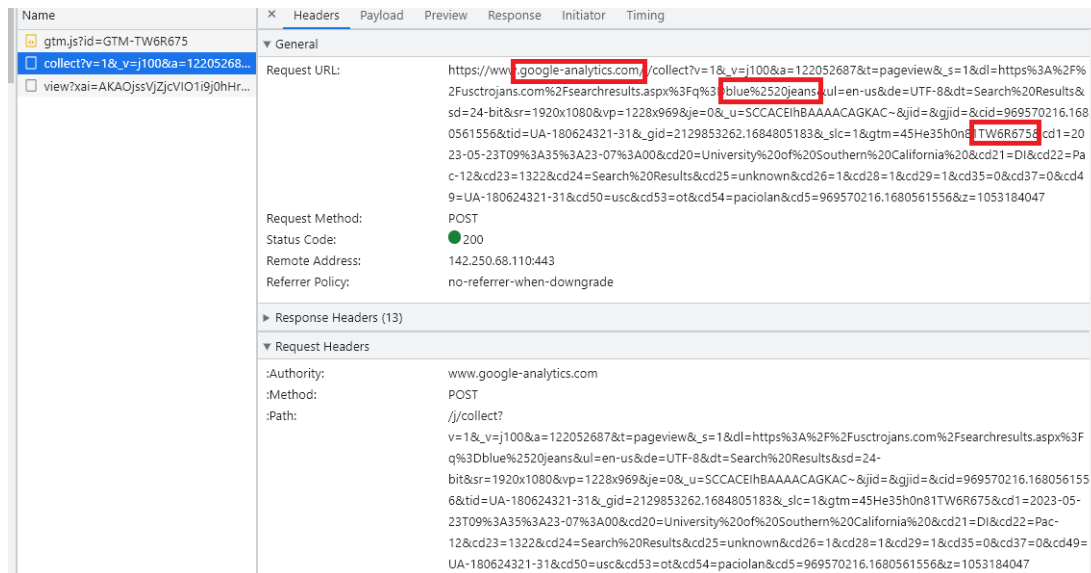 Name
gtm.js?id=GTM-TW6R675
collect?v=1&_v=j100&a=12205268...
view?xai=AKAOjssVjZjcVIO1i9j0hHr...
× Headers Payload Preview Response Initiator Timing
▼ General
Request URL: https://www.google-analytics.com/j/collect?v=1&_v=j100&a=122052687&t=pageview&_s=1&dl=https%3A%2F%
2Fusctrojans.com%2Fsearchresults.aspx%3Fq%3Dblue%2520jeans&ul=en-us&de=UTF-8&dt=Search%20Results&
sd=24-bit&sr=1920x1080&vp=1228x969&je=0&_u=SCCACEIhBAAAACAGKAC~&jid=&gjid=&cid=969570216.168
0561556&tid=UA-180624321-31&_gid=2129853262.1684805183&_slc=1&gtm=45He35h0n81TW6R675&cd1=20
23-05-23T09%3A35%3A23-07%3A00&cd20=University%20of%20Southern%20California%20&cd21=DI&cd22=Pa
c-12&cd23=1322&cd24=Search%20Results&cd25=unknown&cd26=1&cd28=1&cd29=1&cd35=0&cd37=0&cd4
9=UA-180624321-31&cd50=usc&cd53=ot&cd54=paciolan&cd5=969570216.1680561556&z=1053184047
Request Method: POST
Status Code: 200
Remote Address: 142.250.68.110:443
Referrer Policy: no-referrer-when-downgrade
▶ Response Headers (13)
▼ Request Headers
:Authority: www.google-analytics.com
:Method: POST
:Path: /j/collect?
v=1&_v=j100&a=122052687&t=pageview&_s=1&dl=https%3A%2F%2Fusctrojans.com%2Fsearchresults.aspx%3F
q%3Dblue%2520jeans&ul=en-us&de=UTF-8&dt=Search%20Results&sd=24-
bit&sr=1920x1080&vp=1228x969&je=0&_u=SCCACEIhBAAAACAGKAC~&jid=&gjid=&cid=969570216.168056155
6&tid=UA-180624321-31&_gid=2129853262.1684805183&_slc=1&gtm=45He35h0n81TW6R675&cd1=2023-05-
23T09%3A35%3A23-07%3A00&cd20=University%20of%20Southern%20California%20&cd21=DI&cd22=Pac-
12&cd23=1322&cd24=Search%20Results&cd25=unknown&cd26=1&cd28=1&cd29=1&cd35=0&cd37=0&cd49=
UA-180624321-31&cd50=usc&cd53=ot&cd54=paciolan&cd5=969570216.1680561556&z=1053184047